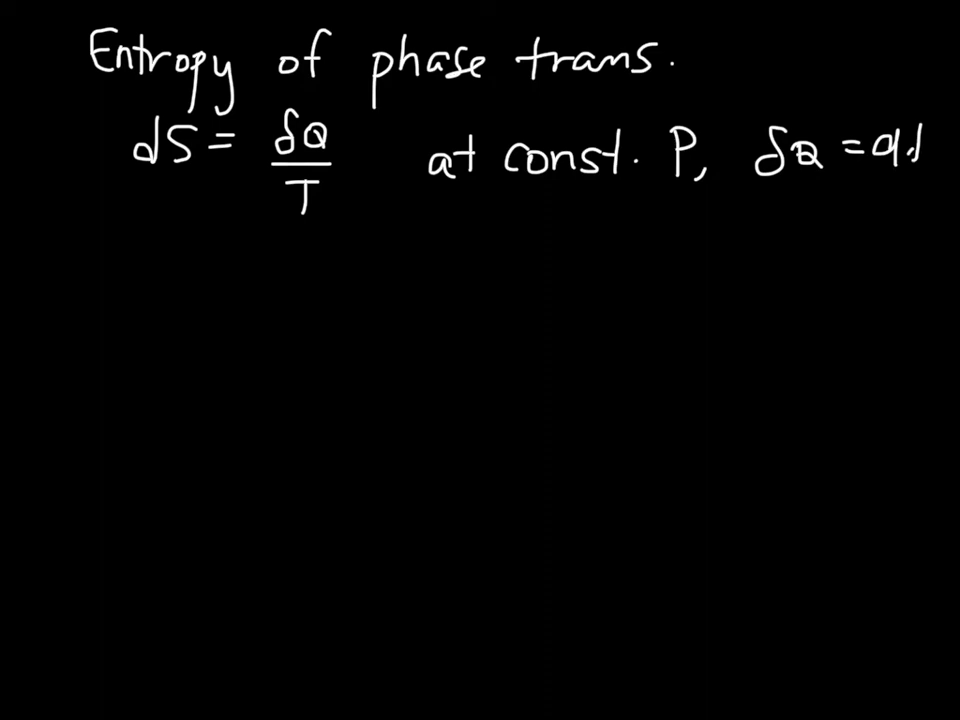 Entropy of phase trans.
dS = δQ/T at const. P, δQ =